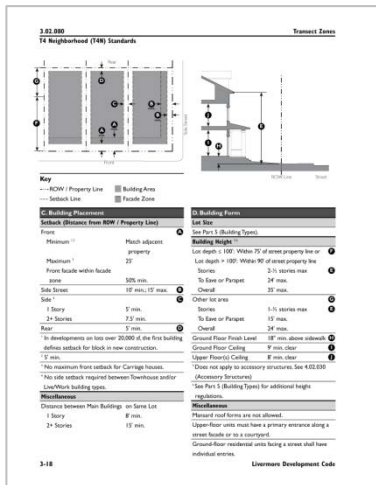 3.02.080
Transect Zones
T4 Neighborhood (T4N) Standards
Rear
G
D
C
B
B
F
A
A
Side Street
Front
J
E
I
H
ROW Line
Street
Key
ROW / Property Line
Building Area
Setback Line
Facade Zone
C. Building Placement
Setback (Distance from ROW / Property Line)
Front A
Minimum
Match adjacent
property
Maximum
25'
Front facade within facade
zone
50% min.
Side Street
10' min.; 15' max. B
Side C
1 Story
5' min.
2+ Stories
7.5' min.
Rear
5' min. D
In developments on lots over 20,000 sf, the first building
defines setback for block in new construction.
5' min.
No maximum front setback for Carriage houses.
No side setback required between Townhouse and/or
Live/Work building types.
Miscellaneous
Distance between Main Buildings on Same Lot
1 Story
8' min.
2+ Stories
15' min.
D. Building Form
Lot Size
See Part 5 (Building Types).
Building Height
Lot depth ≤ 100': Within 75' of street property line or F
Lot depth > 100': Within 90' of street property line
Stories
2-½ stories max E
To Eave or Parapet
24' max.
Overall
35' max.
Other lot area G
Stories
1-½ stories max E
To Eave or Parapet
15' max.
Overall
24' max.
Ground Floor Finish Level
18" min. above sidewalk H
Ground Floor Ceiling
9' min. clear I
Upper Floor(s) Ceiling
8' min. clear J
Does not apply to accessory structures. See 4.02.030
(Accessory Structures)
See Part 5 (Building Types) for additional height
regulations.
Miscellaneous
Mansard roof forms are not allowed.
Upper-floor units must have a primary entrance along a
street facade or to a courtyard.
Ground-floor residential units facing a street shall have
individual entries.
3-18
Livermore Development Code